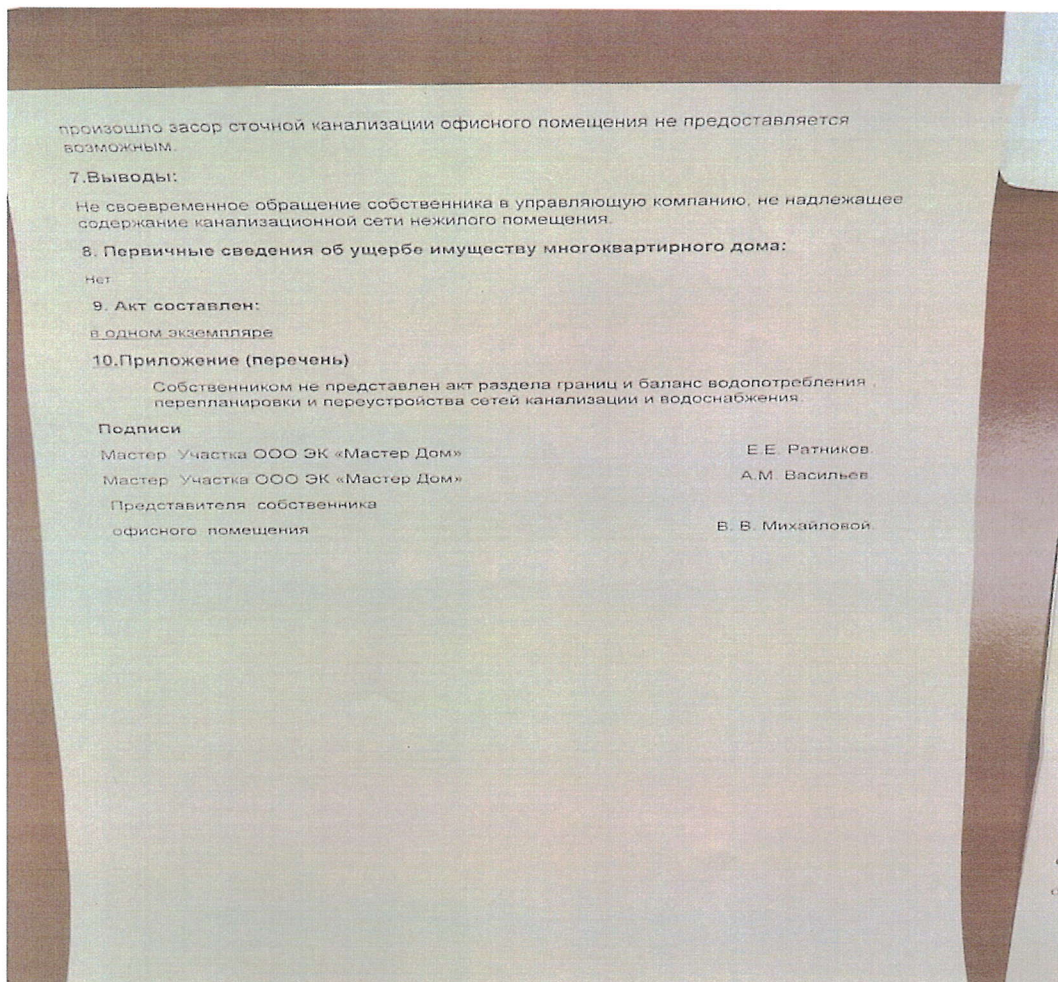 произошло засор сточной канализации офисного помещения не предоставляется
возможным.
7.Выводы:
Не своевременное обращение собственника в управляющую компанию, не надлежащее
содержание канализационной сети нежилого помещения.
8. Первичные сведения об ущербе имуществу многоквартирного дома:
Нет
9. Акт составлен:
в одном экземпляре
10.Приложение (перечень)
Собственником не представлен акт раздела границ и баланс водопотребления ,
перепланировки и переустройства сетей канализации и водоснабжения.
Подписи
Мастер Участка ООО ЭК «Мастер Дом» Е.Е. Ратников.
Мастер Участка ООО ЭК «Мастер Дом» А.М. Васильев
Представителя собственника
офисного помещения В. В. Михайловой.